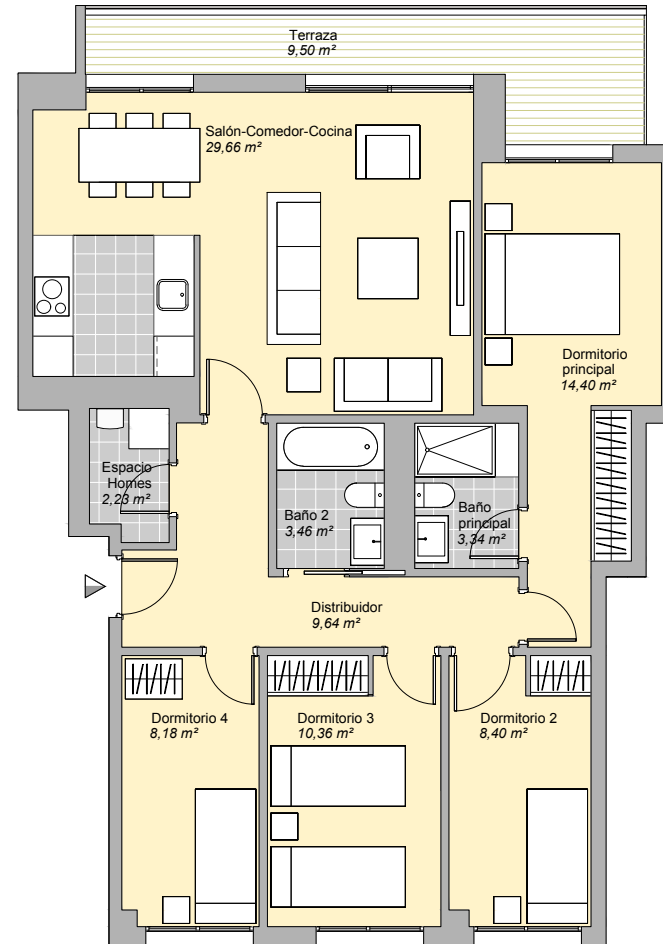 Terraza
9,50 m²
Salón-Comedor-Cocina
29,66 m²
Dormitorio
principal
14,40 m²
Espacio
Homes
2,23 m²
Baño 2
3,46 m²
Baño
principal
3,34 m²
Distribuidor
9,64 m²
Dormitorio 4
8,18 m²
Dormitorio 3
10,36 m²
Dormitorio 2
8,40 m²